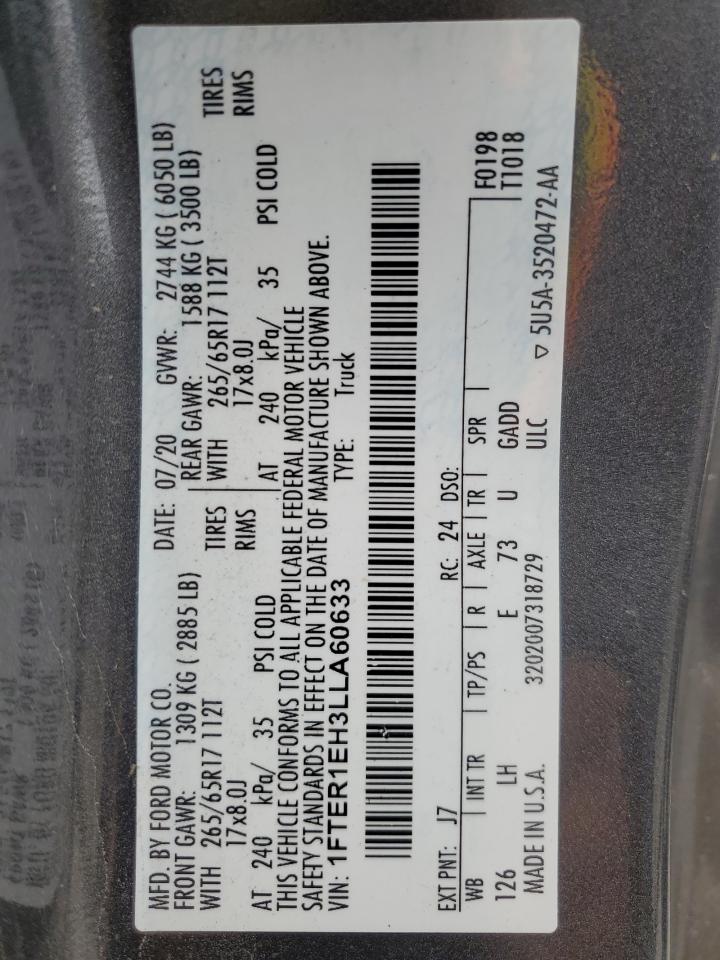 MFD. BY FORD MOTOR CO.
DATE: 07/20 GVWR: 2744 KG ( 6050 LB)
FRONT GAWR: 1309 KG ( 2885 LB)
REAR GAWR: 1588 KG ( 3500 LB)
WITH 265/65R17 112T TIRES
17x8.0J RIMS
AT 240 kPa/ 35 PSI COLD
WITH 265/65R17 112T TIRES
17x8.0J RIMS
AT 240 kPa/ 35 PSI COLD
THIS VEHICLE CONFORMS TO ALL APPLICABLE FEDERAL MOTOR VEHICLE
SAFETY STANDARDS IN EFFECT ON THE DATE OF MANUFACTURE SHOWN ABOVE.
VIN: 1FTER1EH3LLA60633 TYPE: Truck
F0198
T1018
EXT PNT: J7 RC: 24 DSO:
WB INT TR TP/PS R AXLE TR SPR
126 LH E 73 U GADD
ULC
MADE IN U.S.A. 3202007318729
▽ 5U5A-3520472-AA